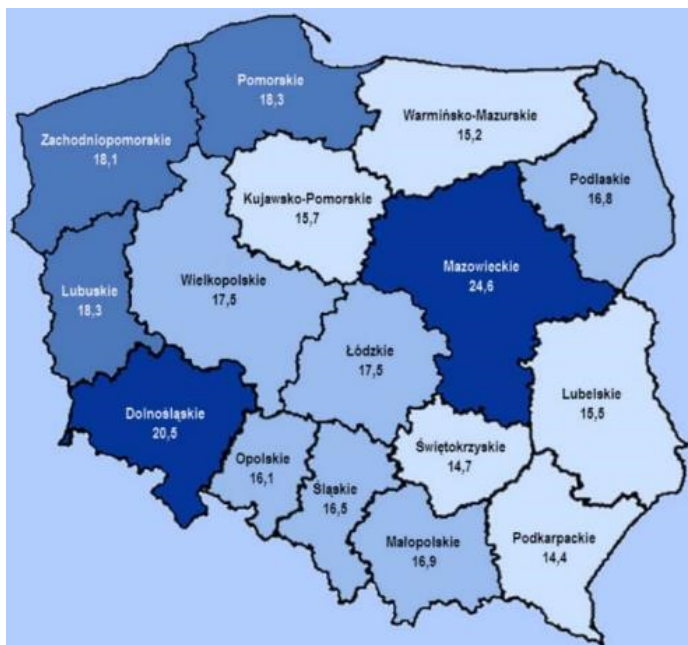 Pomorskie
18,3
Warmińsko-Mazurskie
15,2
Zachodniopomorskie
18,1
Podlaskie
16,8
Kujawsko-Pomorskie
15,7
Mazowieckie
24,6
Wielkopolskie
17,5
Lubuskie
18,3
Łódzkie
17,5
Lubelskie
15,5
Dolnośląskie
20,5
Świętokrzyskie
14,7
Opolskie
16,1
Śląskie
16,5
Małopolskie
16,9
Podkarpackie
14,4